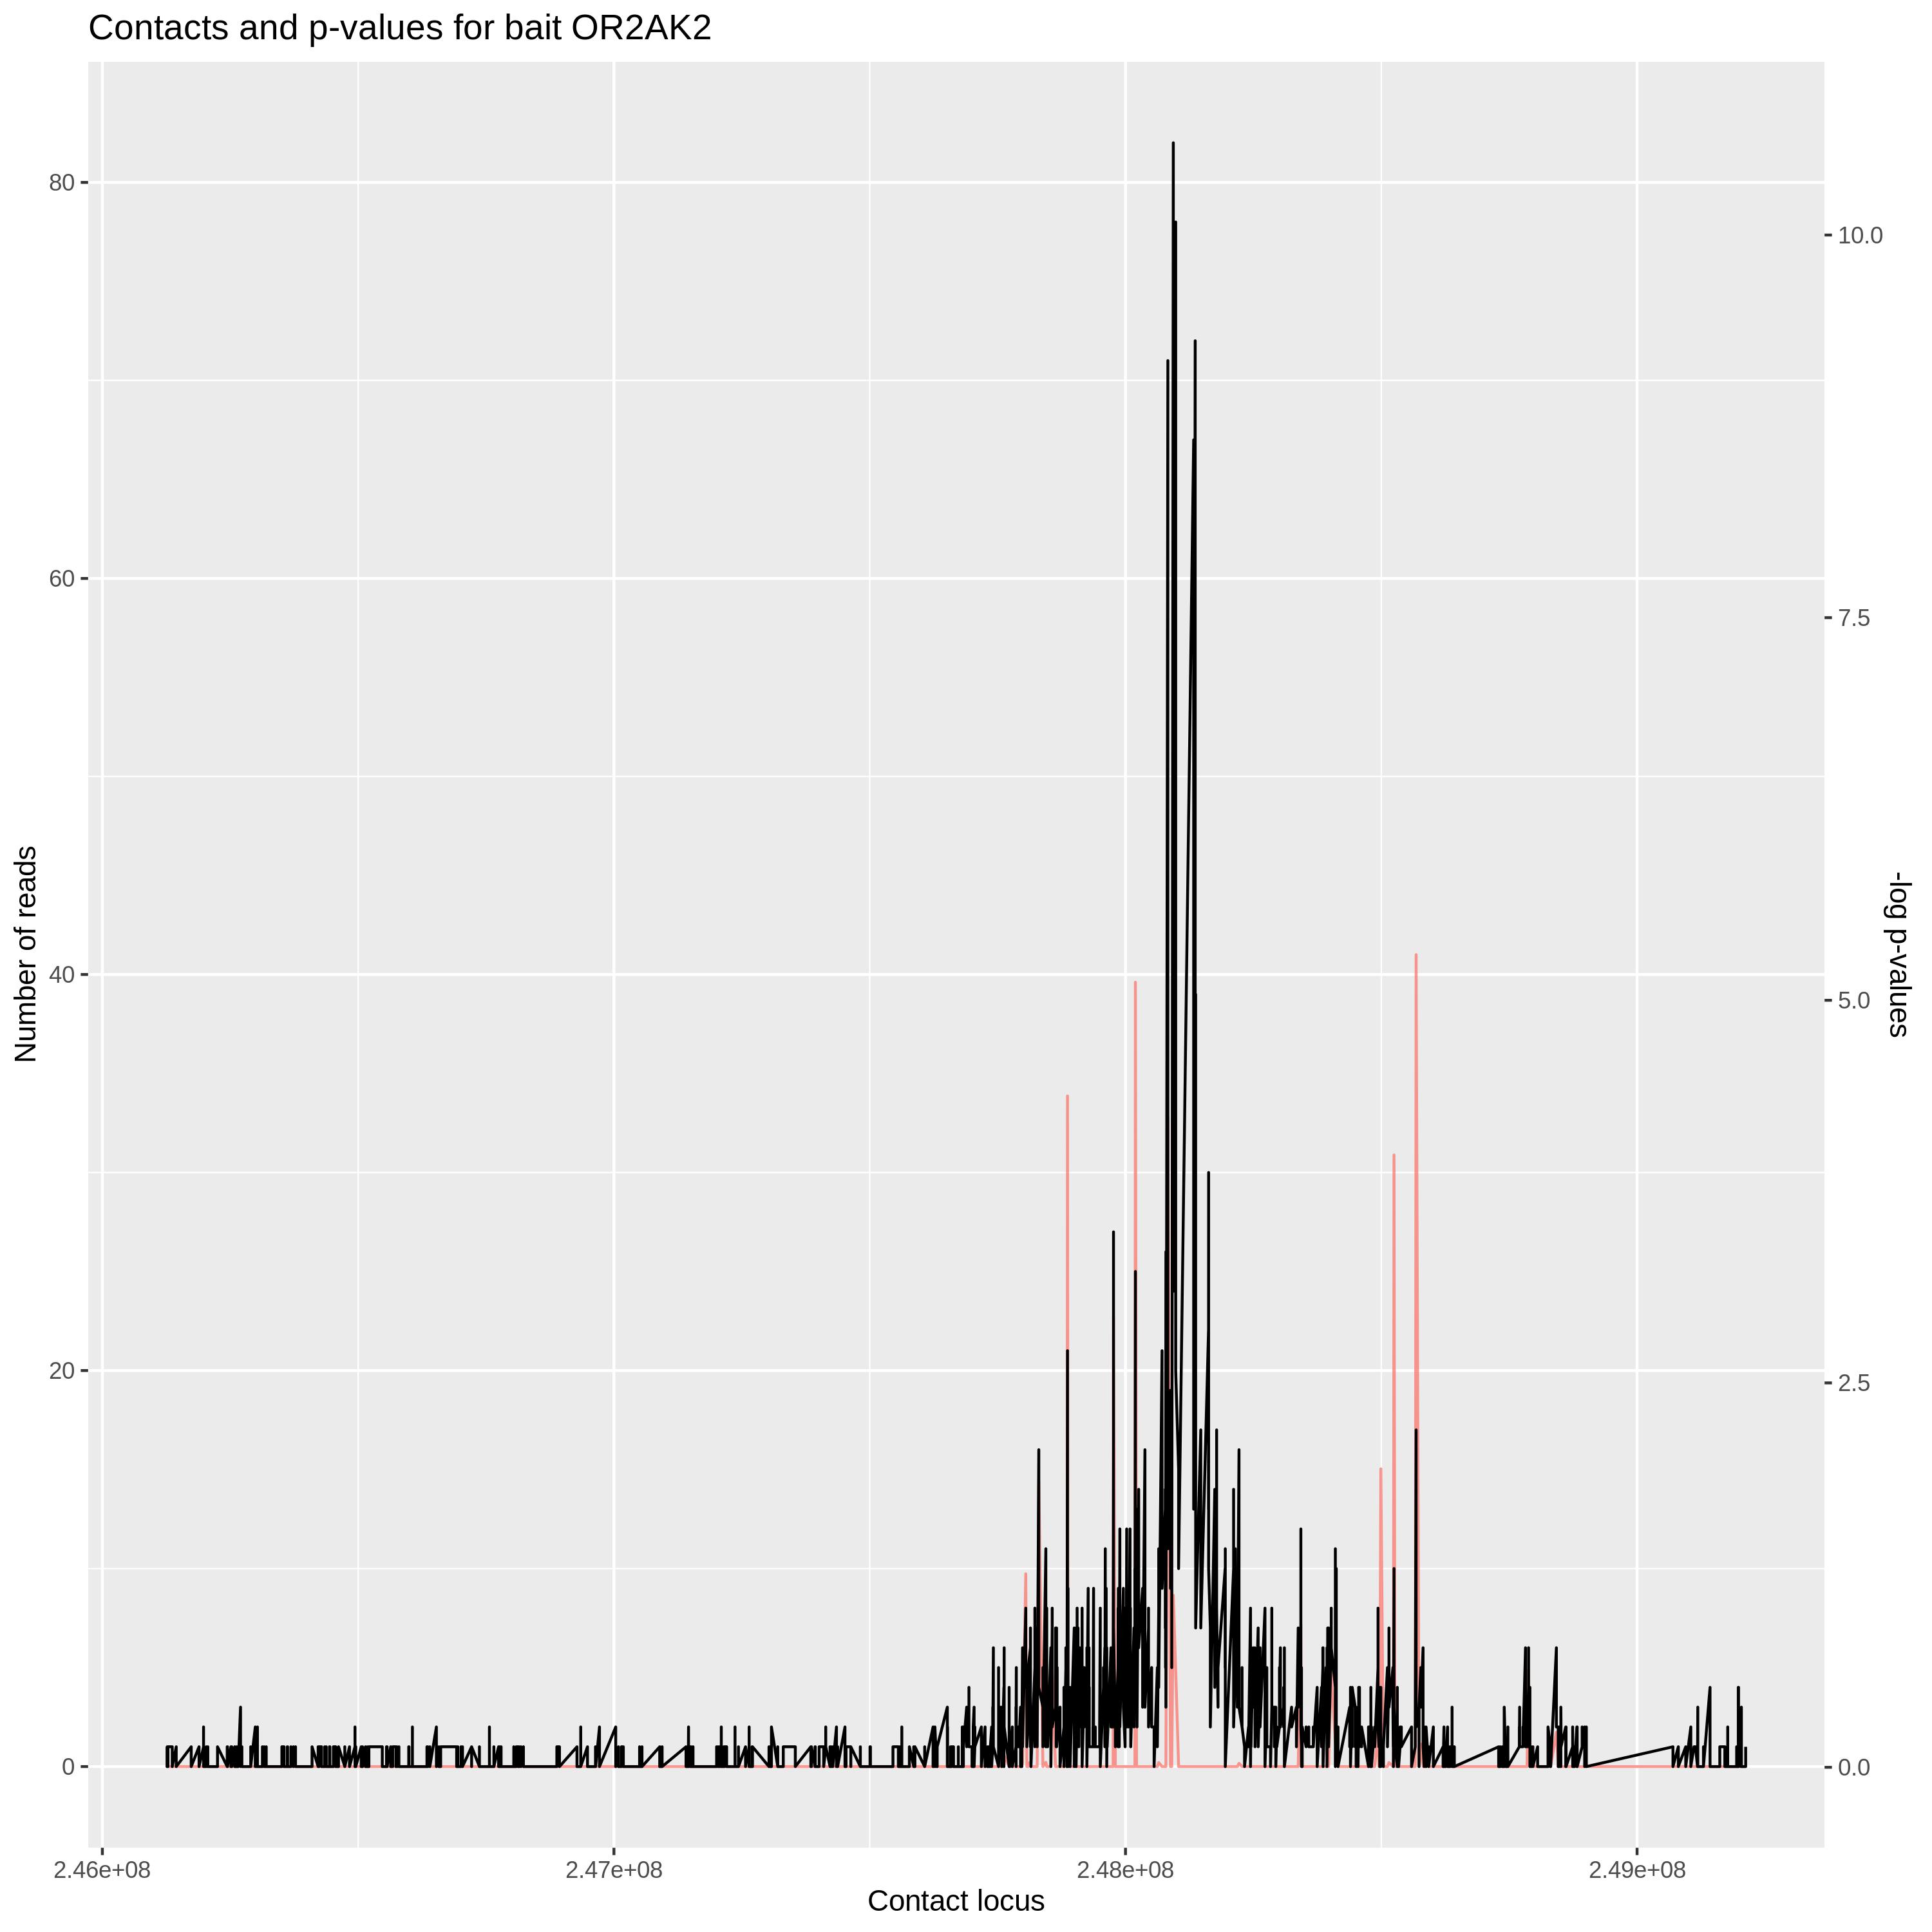 Contacts and p-values for bait OR2AK2
80
60
40
20
0
10.0
7.5
5.0
2.5
0.0
Number of reads
-log p-values
2.46e+08 2.47e+08 2.48e+08 2.49e+08
Contact locus